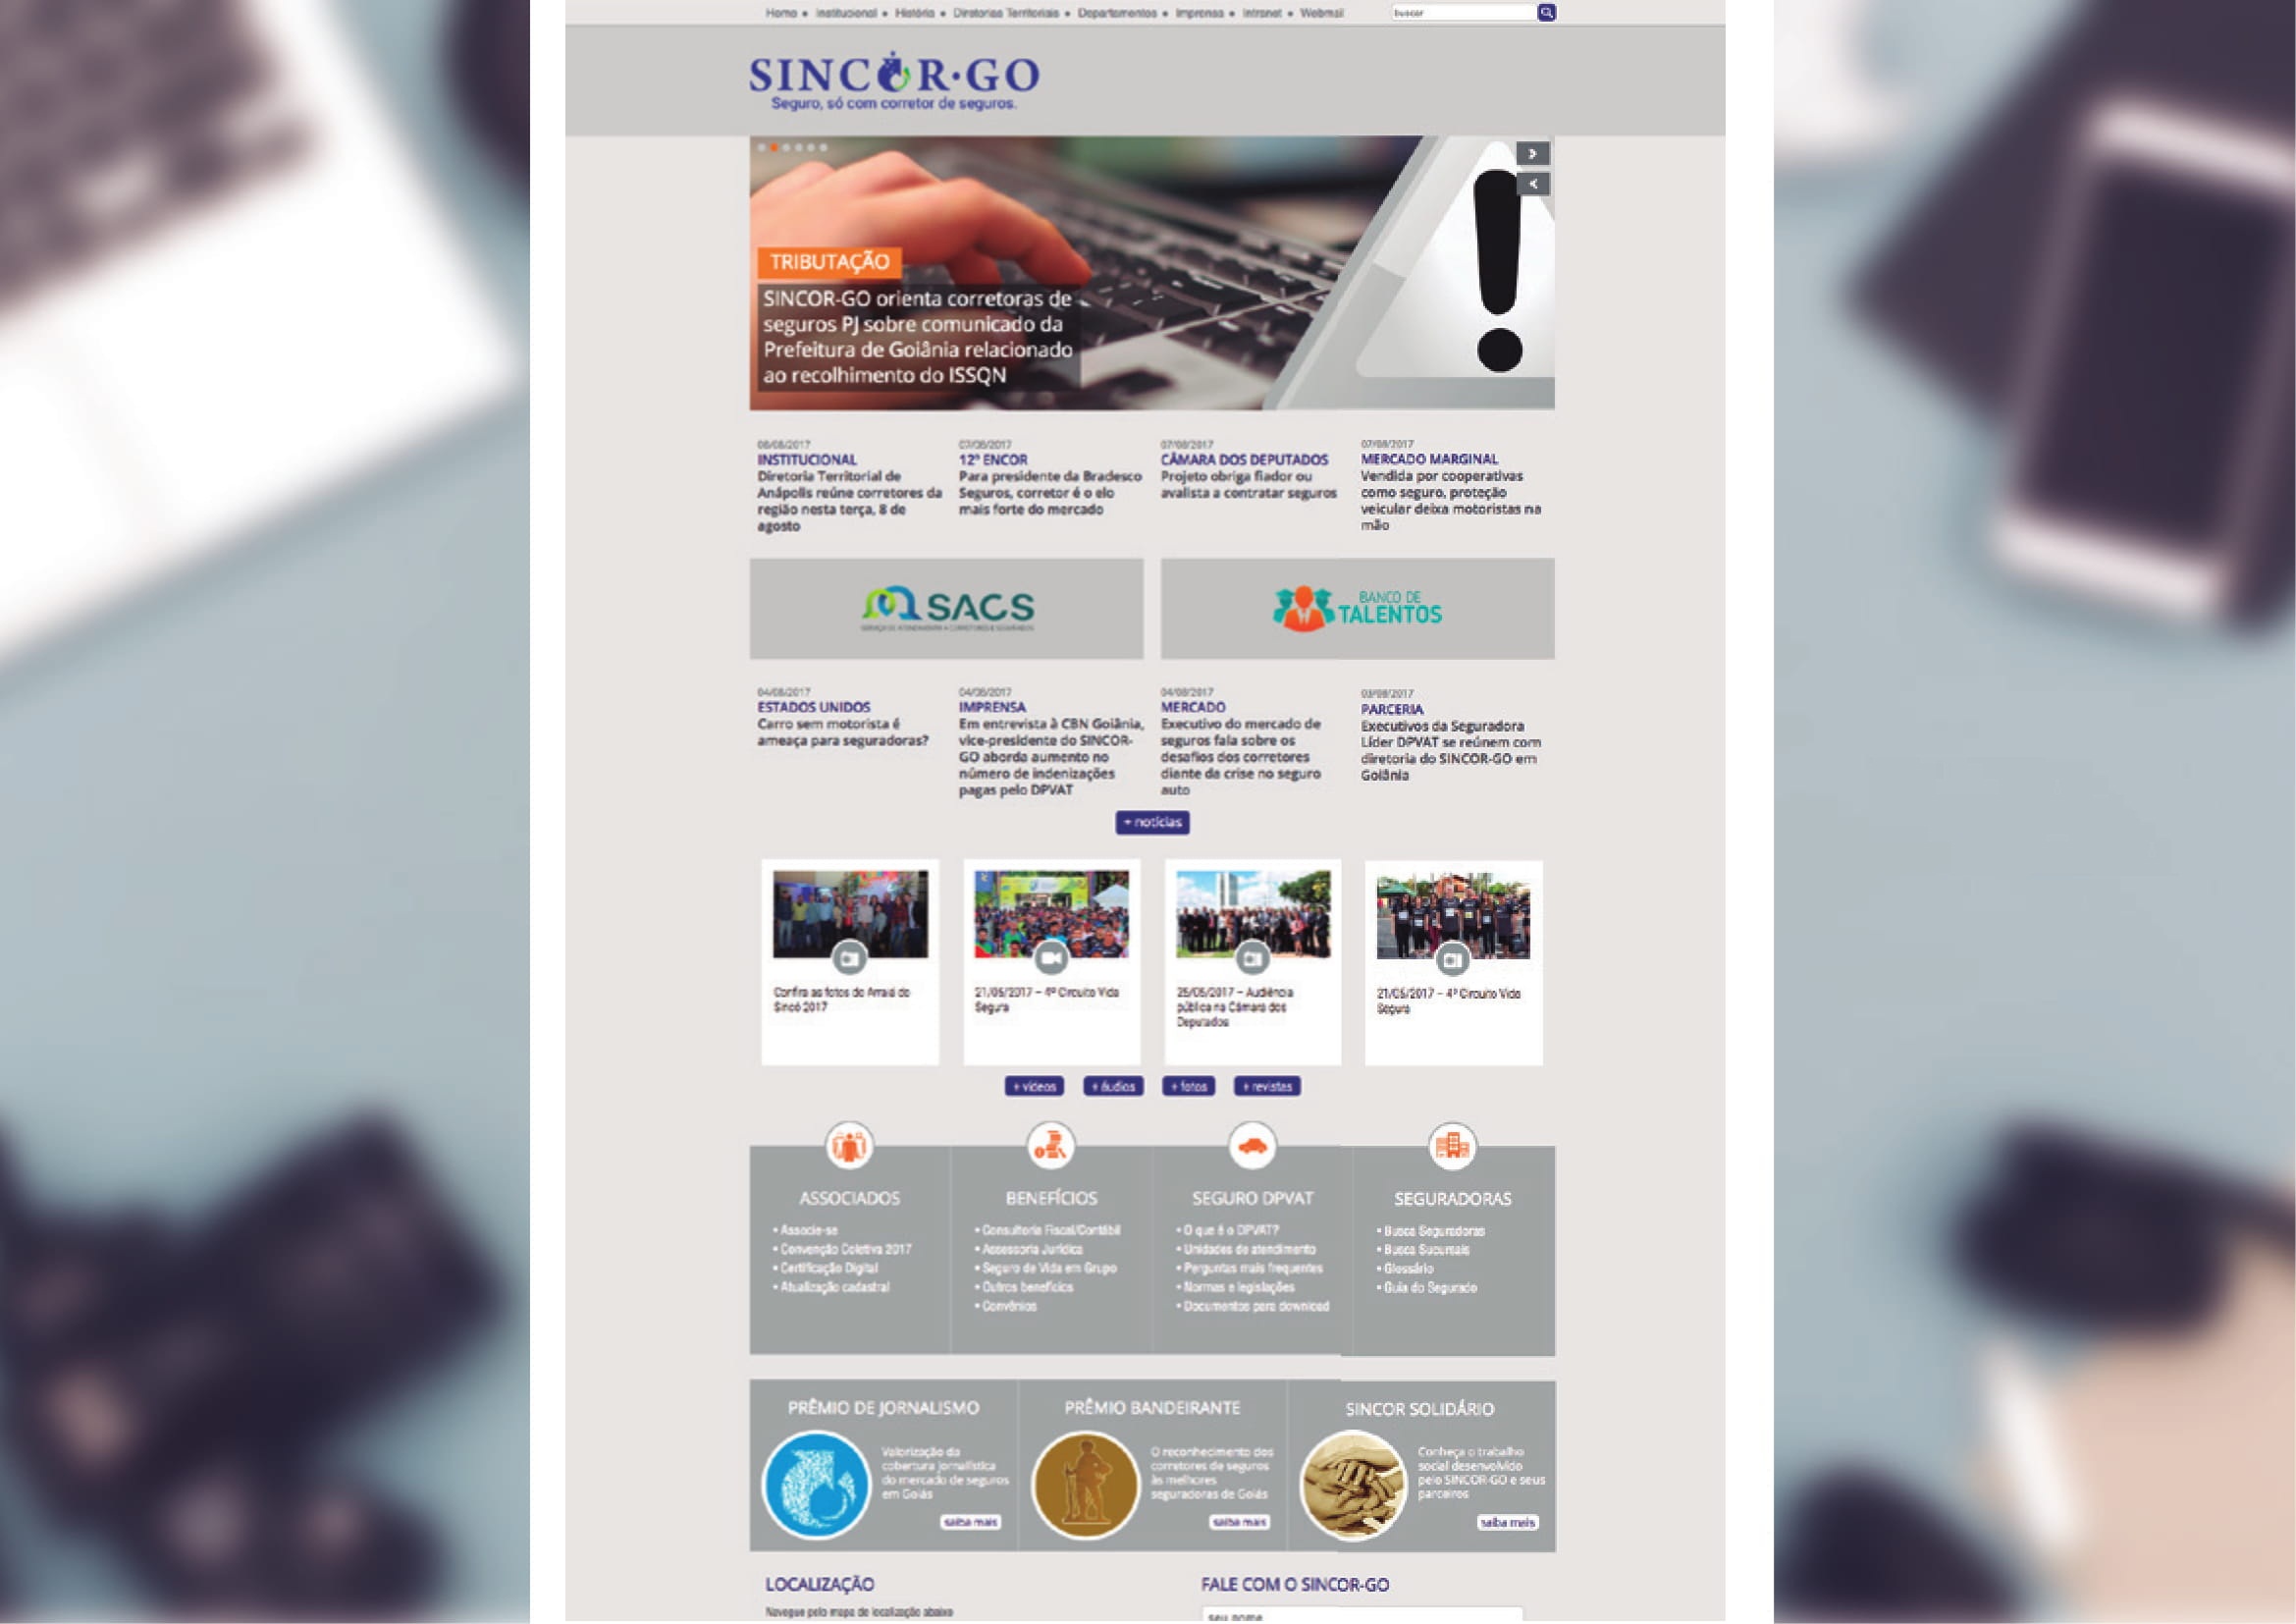 Home • Institucional • História • Diretorias Territoriais • Departamentos • Imprensa • Intranet • Webmail
buscar
SINCOR·GO
Seguro, só com corretor de seguros.
TRIBUTAÇÃO
SINCOR-GO orienta corretoras de
seguros PJ sobre comunicado da
Prefeitura de Goiânia relacionado
ao recolhimento do ISSQN
08/08/2017
INSTITUCIONAL
Diretoria Territorial de
Anápolis reúne corretores da
região nesta terça, 8 de
agosto
07/08/2017
12º ENCOR
Para presidente da Bradesco
Seguros, corretor é o elo
mais forte do mercado
07/08/2017
CÂMARA DOS DEPUTADOS
Projeto obriga fiador ou
avalista a contratar seguros
07/08/2017
MERCADO MARGINAL
Vendida por cooperativas
como seguro, proteção
veicular deixa motoristas na
mão
SACS
SERVIÇO DE ATENDIMENTO A CORRETORES E SEGURADOS
BANCO DE
TALENTOS
04/08/2017
ESTADOS UNIDOS
Carro sem motorista é
ameaça para seguradoras?
04/08/2017
IMPRENSA
Em entrevista à CBN Goiânia,
vice-presidente do SINCOR-
GO aborda aumento no
número de indenizações
pagas pelo DPVAT
04/08/2017
MERCADO
Executivo do mercado de
seguros fala sobre os
desafios dos corretores
diante da crise no seguro
auto
03/08/2017
PARCERIA
Executivos da Seguradora
Líder DPVAT se reúnem com
diretoria do SINCOR-GO em
Goiânia
+ notícias
Confira as fotos do Arraiá do
Sincó 2017
21/05/2017 – 4º Circuito Vida
Segura
25/05/2017 – Audiência
pública na Câmara dos
Deputados
21/05/2017 – 4º Circuito Vida
Segura
+ vídeos
+ áudios
+ fotos
+ revistas
ASSOCIADOS
• Associe-se
• Convenção Coletiva 2017
• Certificação Digital
• Atualização cadastral
BENEFÍCIOS
• Consultoria Fiscal/Contábil
• Assessoria Jurídica
• Seguro de Vida em Grupo
• Outros benefícios
• Convênios
SEGURO DPVAT
• O que é o DPVAT?
• Unidades de atendimento
• Perguntas mais frequentes
• Normas e legislações
• Documentos para download
SEGURADORAS
• Busca Seguradoras
• Busca Sucursais
• Glossário
• Guia do Segurado
PRÊMIO DE JORNALISMO
Valorização da
cobertura jornalística
do mercado de seguros
em Goiás
saiba mais
PRÊMIO BANDEIRANTE
O reconhecimento dos
corretores de seguros
às melhores
seguradoras de Goiás
saiba mais
SINCOR SOLIDÁRIO
Conheça o trabalho
social desenvolvido
pelo SINCOR-GO e seus
parceiros
saiba mais
LOCALIZAÇÃO
Navegue pelo mapa de localização abaixo
FALE COM O SINCOR-GO
seu nome